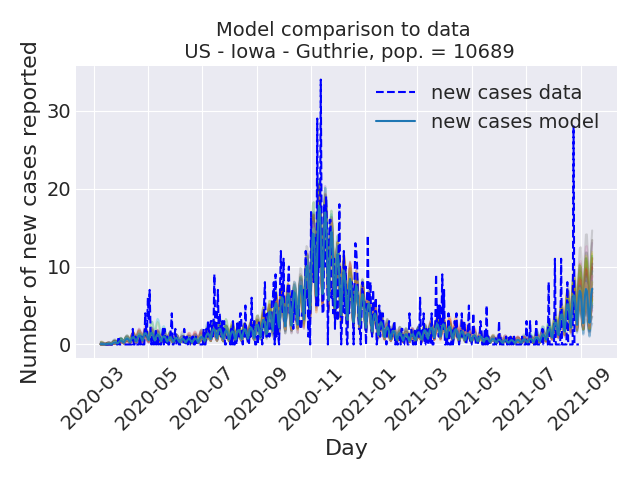 Model comparison to data
US - Iowa - Guthrie, pop. = 10689
Number of new cases reported
30
20
10
0
new cases data
new cases model
2020-03
2020-05
2020-07
2020-09
2020-11
2021-01
2021-03
2021-05
2021-07
2021-09
Day